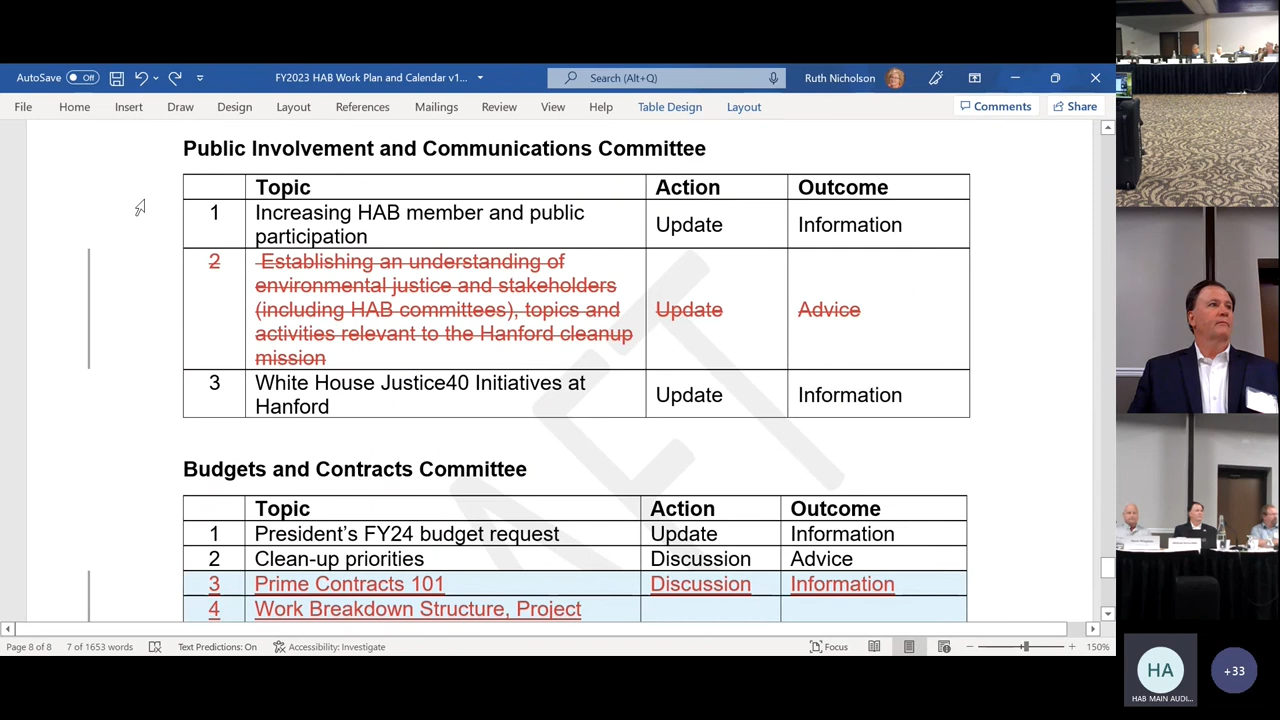 AutoSave Off FY2023 HAB Work Plan and Calendar v1... Search (Alt+Q) Ruth Nicholson
File Home Insert Draw Design Layout References Mailings Review View Help Table Design Layout Comments Share
Public Involvement and Communications Committee
Topic Action Outcome
1 Increasing HAB member and public participation Update Information
2 Establishing an understanding of
environmental justice and stakeholders
(including HAB committees), topics and
activities relevant to the Hanford cleanup
mission
Update Advice
3 White House Justice40 Initiatives at
Hanford
Update Information
Budgets and Contracts Committee
Topic Action Outcome
1 President’s FY24 budget request Update Information
2 Clean-up priorities Discussion Advice
3 Prime Contracts 101 Discussion Information
4 Work Breakdown Structure, Project
Page 8 of 8 7 of 1653 words Text Predictions: On Accessibility: Investigate Focus 150%
HA
HAB MAIN AUDI...
+33